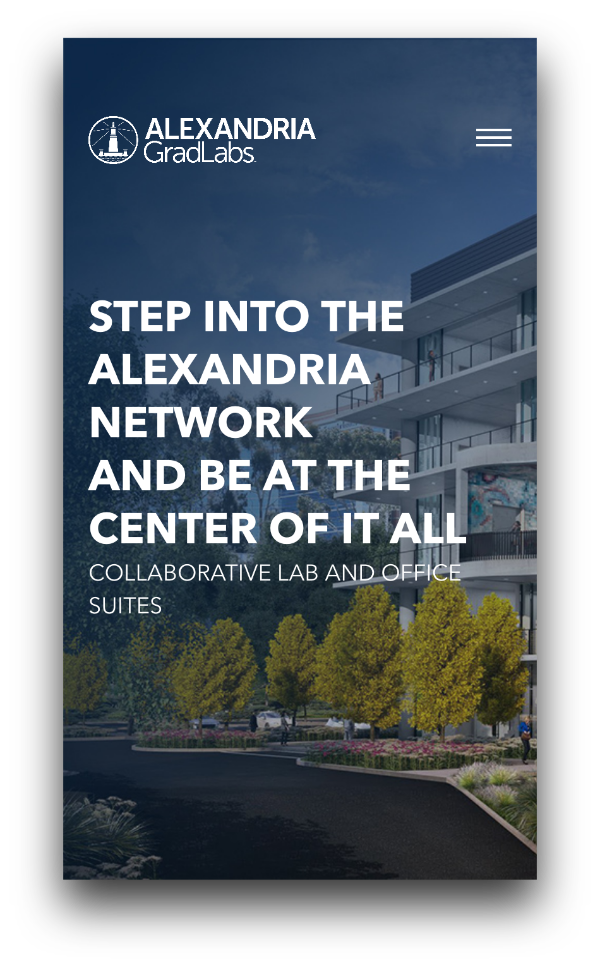 ALEXANDRIA
GradLabs.
STEP INTO THE
ALEXANDRIA
NETWORK
AND BE AT THE
CENTER OF IT ALL
COLLABORATIVE LAB AND OFFICE
SUITES